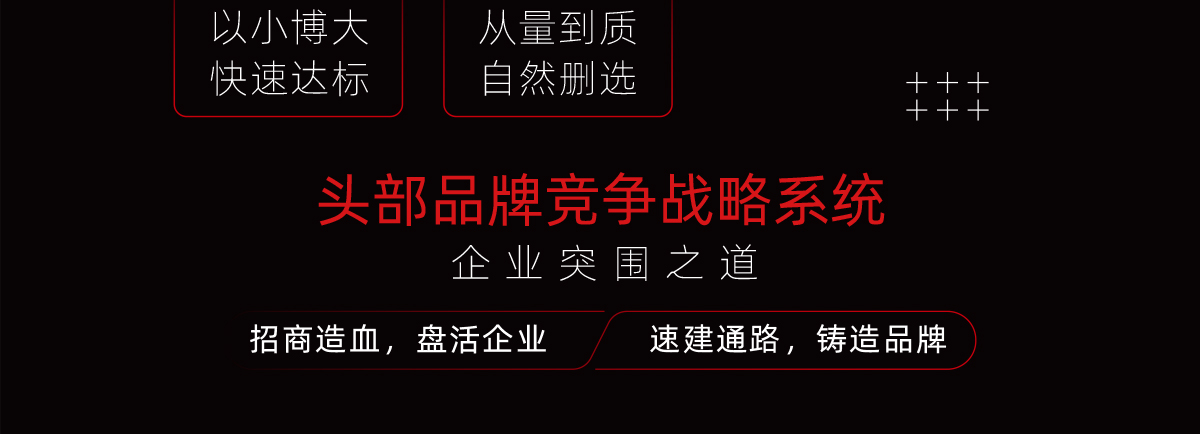 以小博大
快速达标
从量到质
自然删选
头部品牌竞争战略系统
企业突围之道
招商造血，盘活企业
速建通路，铸造品牌